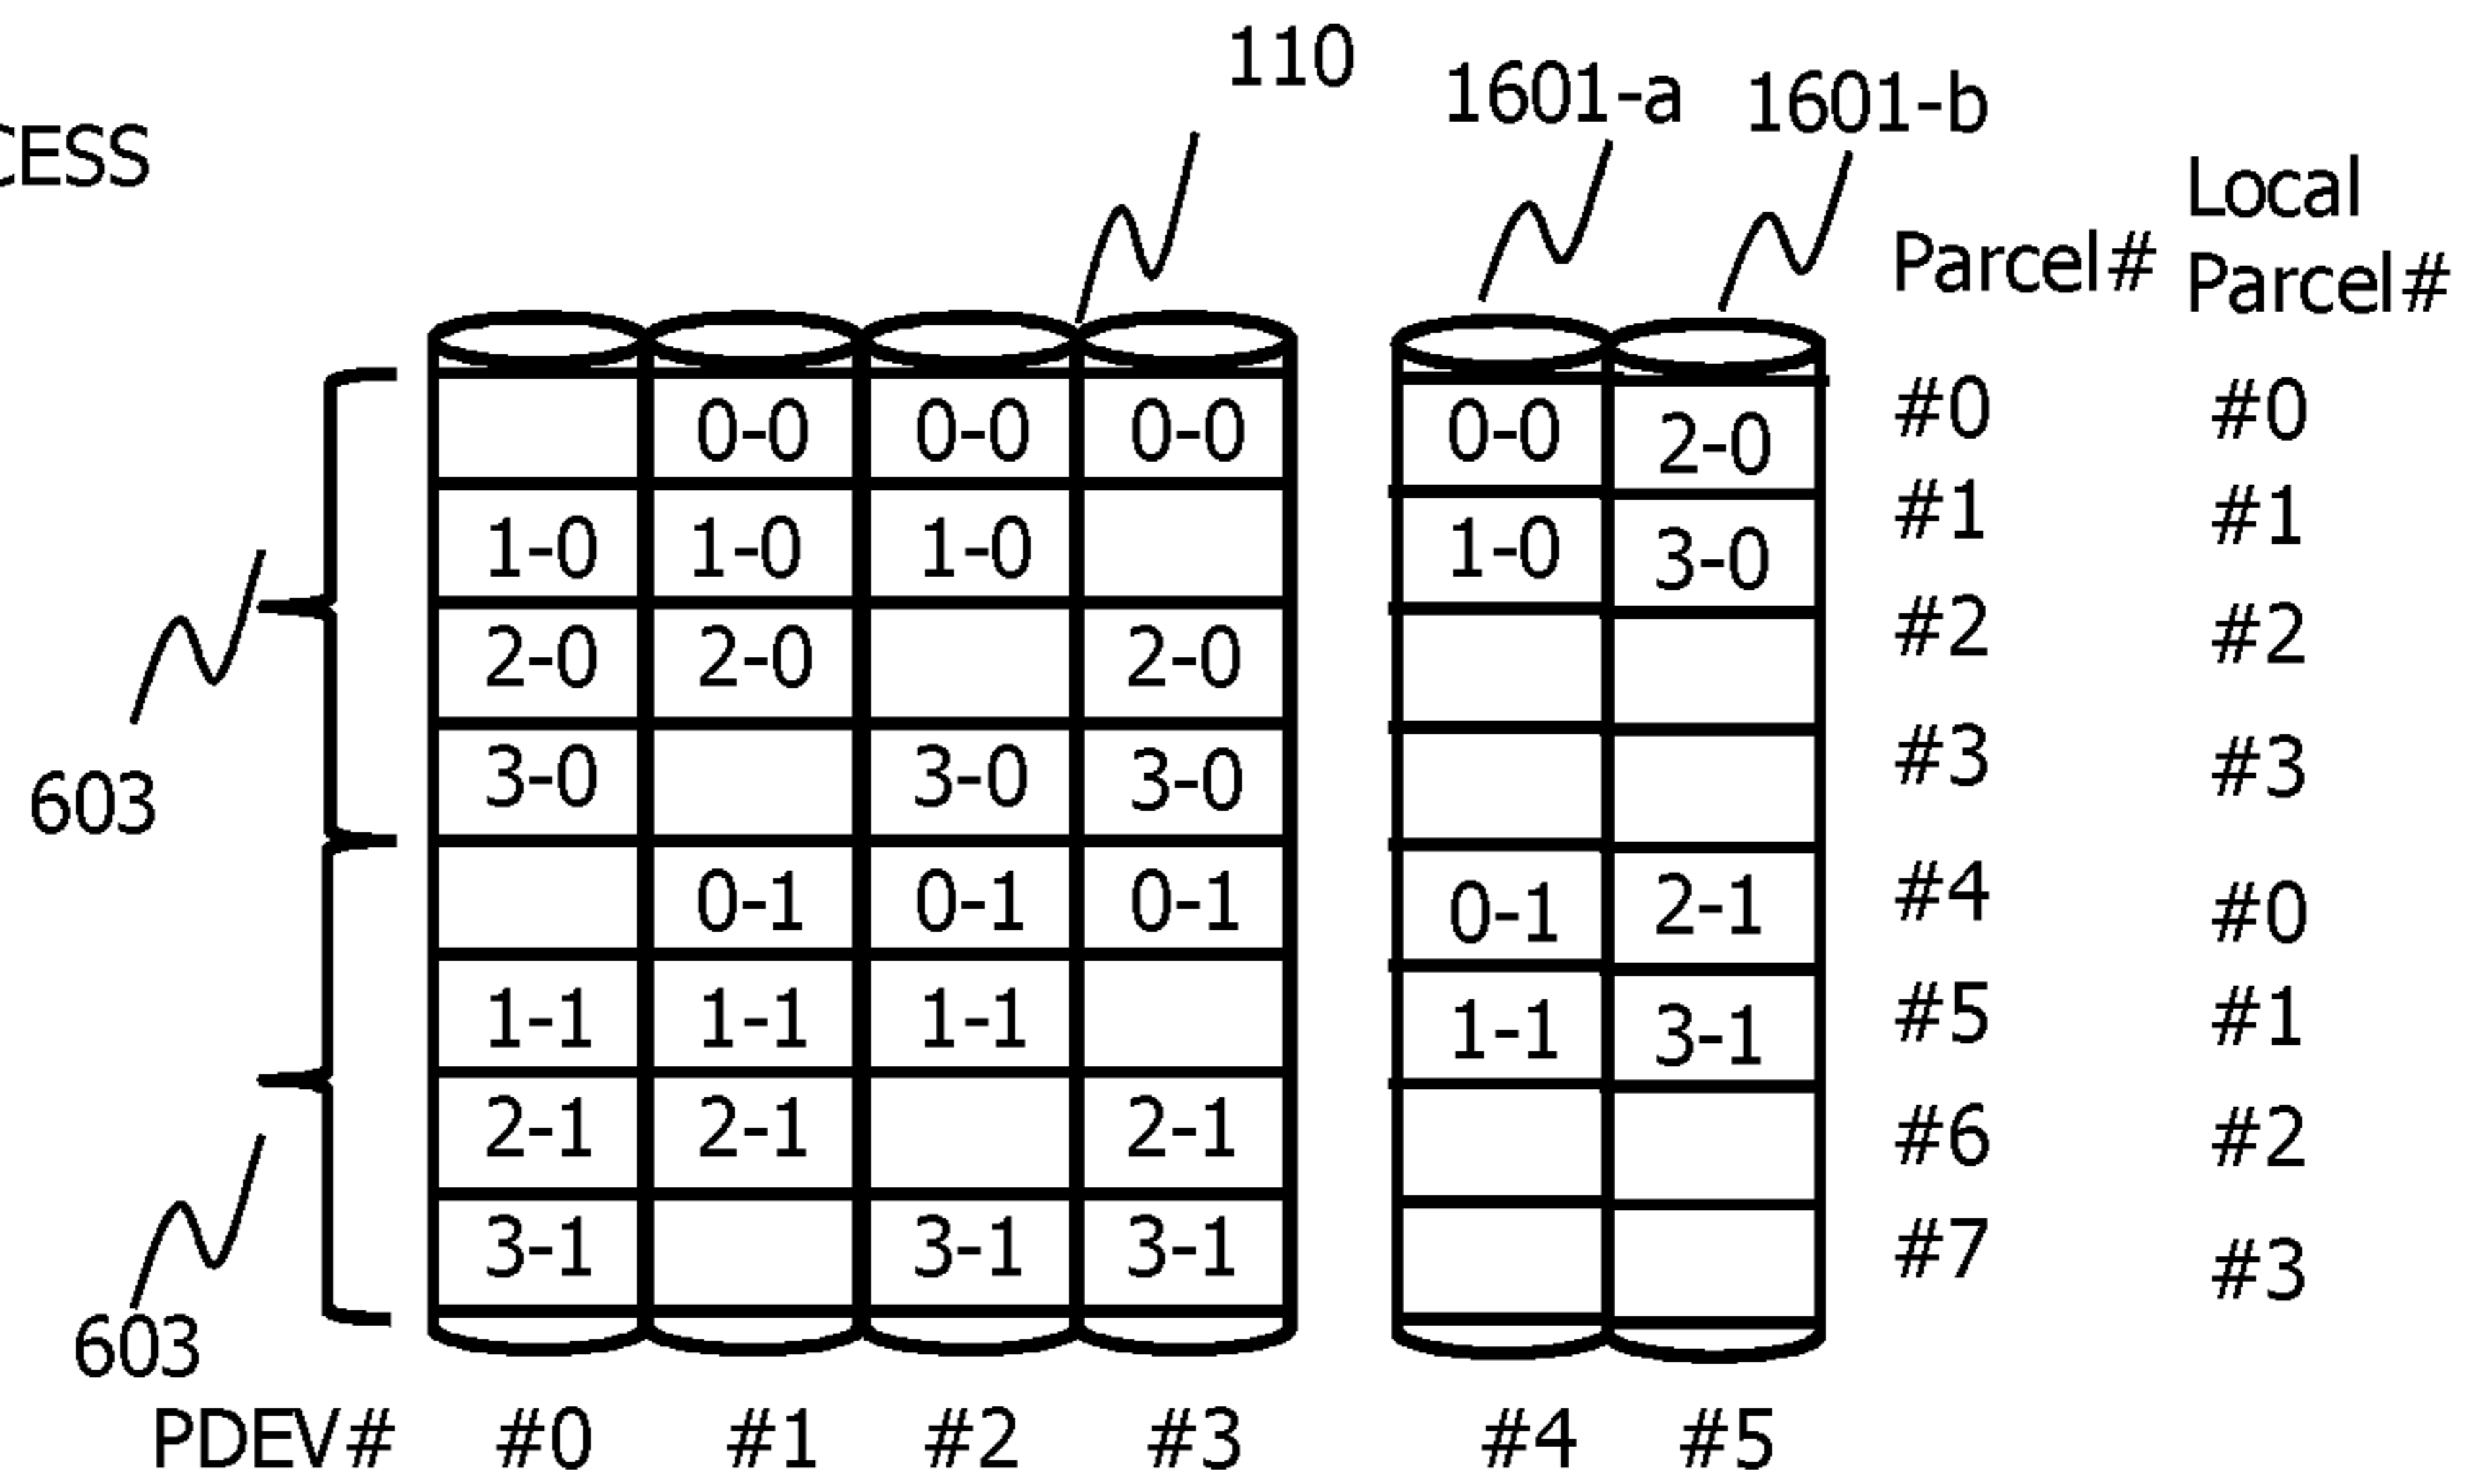 110
1601-a 1601-b
CESS
Local
Parcel# Parcel#
0-0 0-0 0-0 0-0 2-0 #0 #0
1-0 1-0 1-0 1-0 3-0 #1 #1
2-0 2-0 2-0 #2 #2
3-0 3-0 3-0 #3 #3
603
0-1 0-1 0-1 0-1 2-1 #4 #0
1-1 1-1 1-1 1-1 3-1 #5 #1
2-1 2-1 2-1 #6 #2
3-1 3-1 3-1 #7 #3
603
PDEV# #0 #1 #2 #3 #4 #5